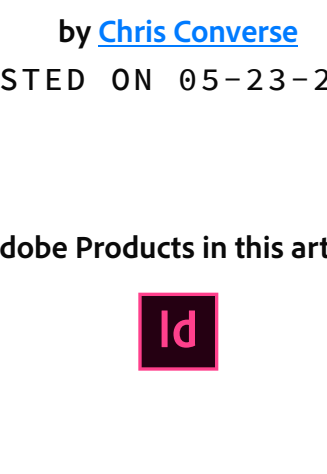 by Chris Converse
STED ON 05-23-2
dobe Products in this art
Id